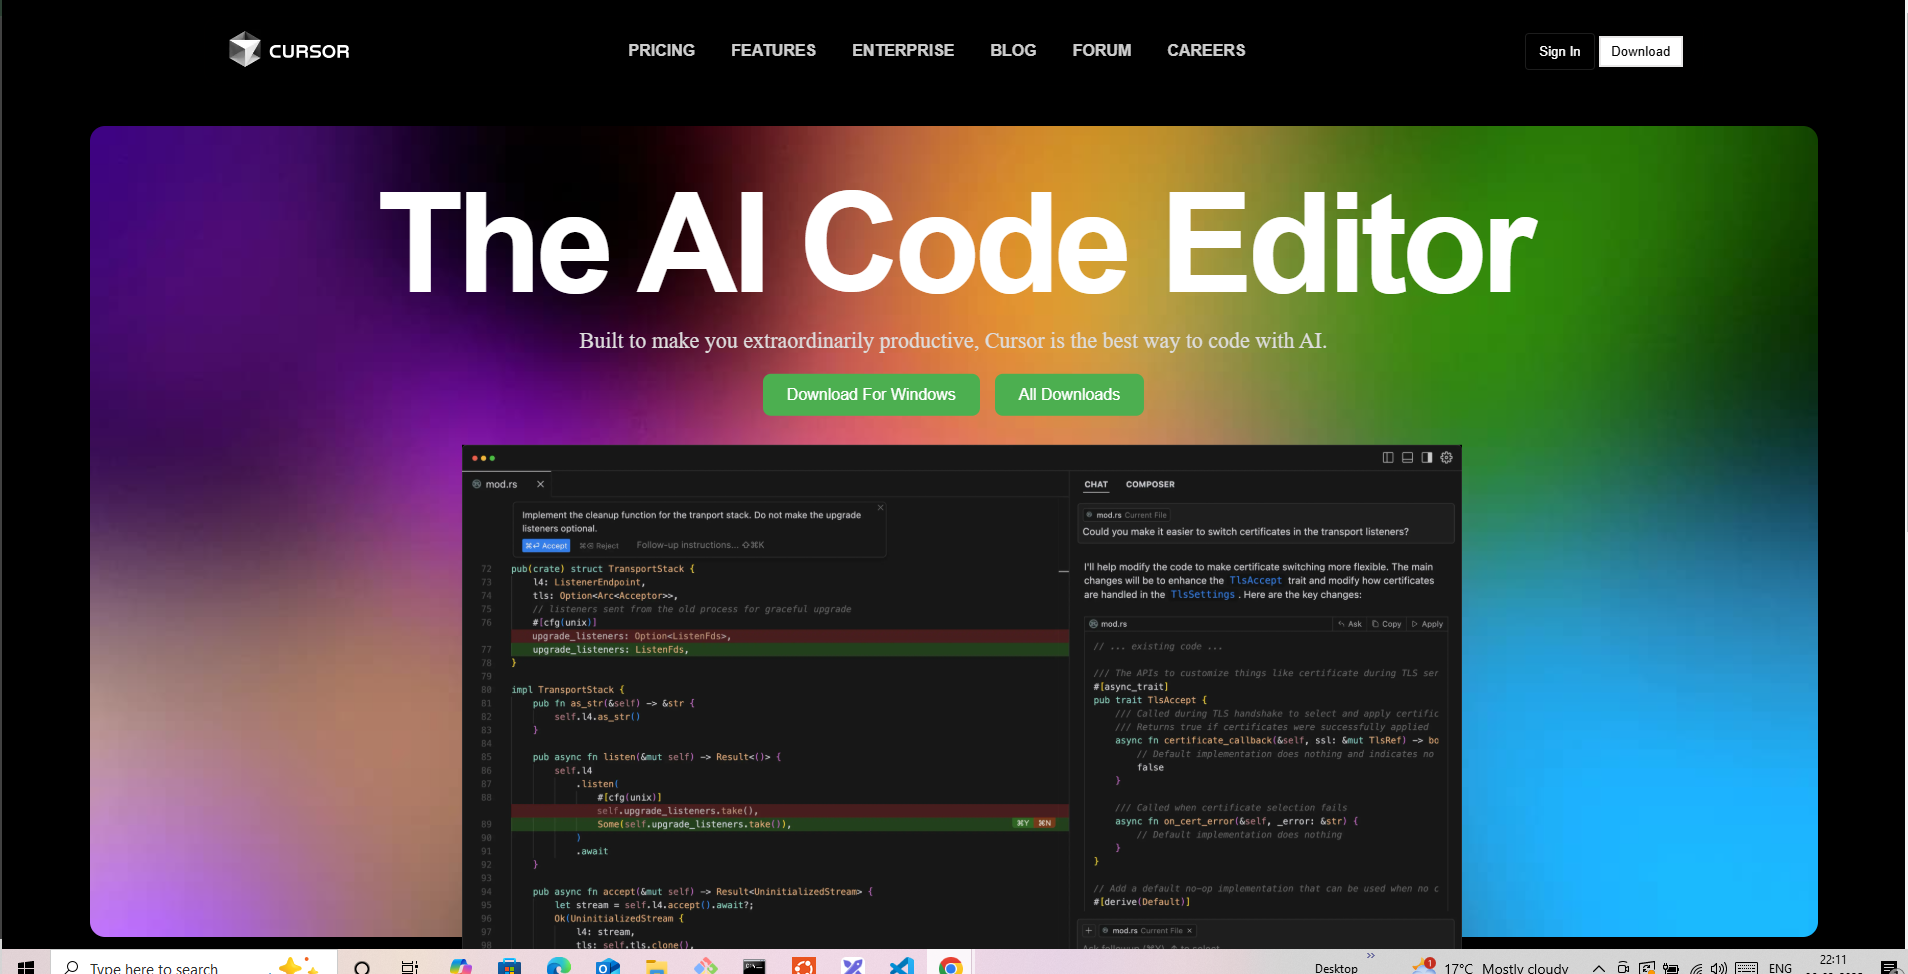 CURSOR
PRICING FEATURES ENTERPRISE BLOG FORUM CAREERS
Sign In Download
The AI Code Editor
Built to make you extraordinarily productive, Cursor is the best way to code with AI.
Download For Windows All Downloads
mod.rs
Implement the cleanup function for the tranport stack. Do not make the upgrade
listeners optional.
Accept Reject Follow-up instructions...
72 pub(crate) struct TransportStack {
73 l4: ListenerEndpoint,
74 tls: Option<Arc<Acceptor>>,
75 // listeners sent from the old process for graceful upgrade
76 #[cfg(unix)]
upgrade_listeners: Option<ListenFds>,
77 upgrade_listeners: ListenFds,
78 }
79
80 impl TransportStack {
81 pub fn as_str(&self) -> &str {
82 self.l4.as_str()
83 }
84
85 pub async fn listen(&mut self) -> Result<()> {
86 self.l4
87 .listen(
88 #[cfg(unix)]
self.upgrade_listeners.take(),
89 Some(self.upgrade_listeners.take()), ⌘Y ⌘N
90 )
91 .await
92 }
93
94 pub async fn accept(&mut self) -> Result<UninitializedStream> {
95 let stream = self.l4.accept().await?;
96 Ok(UninitializedStream {
97 l4: stream,
98 tls: self.tls.clone(),
CHAT COMPOSER
mod.rs Current File
Could you make it easier to switch certificates in the transport listeners?
I'll help modify the code to make certificate switching more flexible. The main
changes will be to enhance the TlsAccept trait and modify how certificates
are handled in the TlsSettings. Here are the key changes:
mod.rs Ask Copy Apply
// ... existing code ...
/// The APIs to customize things like certificate during TLS ser
#[async_trait]
pub trait TlsAccept {
/// Called during TLS handshake to select and apply certific
/// Returns true if certificates were successfully applied
async fn certificate_callback(&self, ssl: &mut TlsRef) -> bo
// Default implementation does nothing and indicates no
false
}
/// Called when certificate selection fails
async fn on_cert_error(&self, _error: &str) {
// Default implementation does nothing
}
}
// Add a default no-op implementation that can be used when no c
#[derive(Default)]
+ mod.rs Current File ×
Ask followup (⌘Y), ↑ to select
Type here to search
Desktop 1 17°C Mostly cloudy ENG 22:11